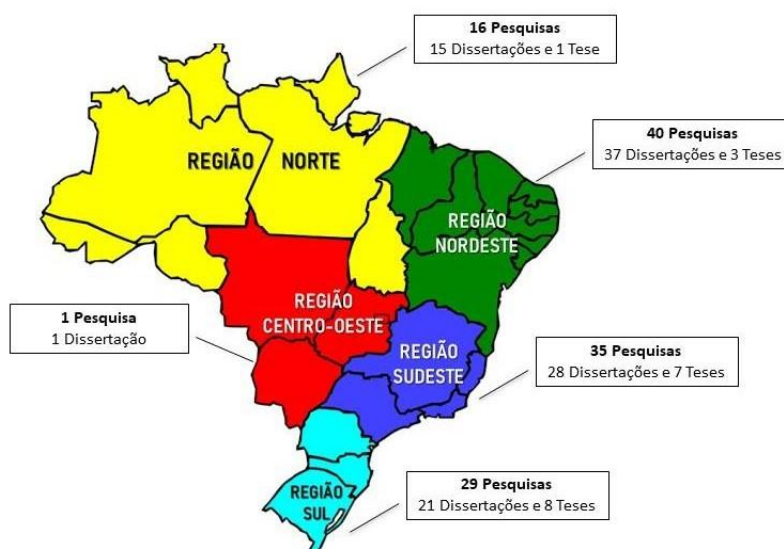 16 Pesquisas
15 Dissertações e 1 Tese
40 Pesquisas
37 Dissertações e 3 Teses
REGIÃO NORTE
REGIÃO
NORDESTE
1 Pesquisa
1 Dissertação
REGIÃO
CENTRO-OESTE
REGIÃO
SUDESTE
35 Pesquisas
28 Dissertações e 7 Teses
29 Pesquisas
21 Dissertações e 8 Teses
REGIÃO
SUL